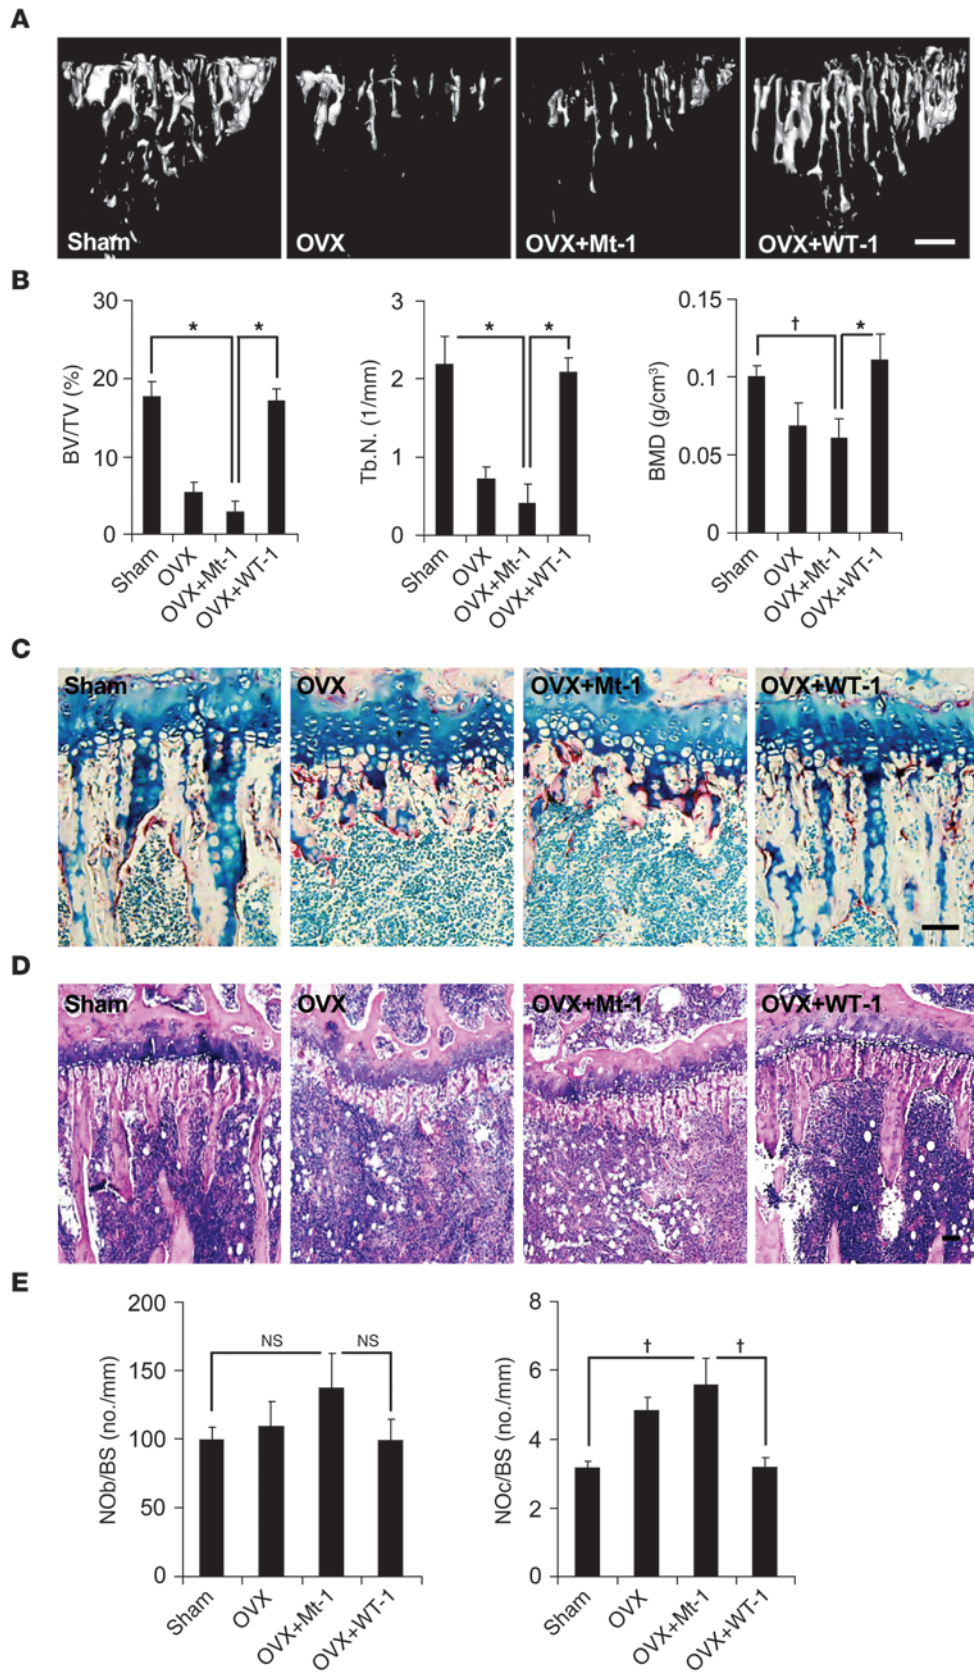 A
Sham
OVX
OVX+Mt-1
OVX+WT-1
B
BV/TV (%)
30
20
10
0
*
*
Sham
OVX
OVX+Mt-1
OVX+WT-1
Tb.N. (1/mm)
3
2
1
0
*
*
Sham
OVX
OVX+Mt-1
OVX+WT-1
BMD (g/cm³)
0.15
0.1
0.05
0
†
*
Sham
OVX
OVX+Mt-1
OVX+WT-1
C
Sham
OVX
OVX+Mt-1
OVX+WT-1
D
Sham
OVX
OVX+Mt-1
OVX+WT-1
E
NOb/BS (no./mm)
200
150
100
50
0
NS
NS
Sham
OVX
OVX+Mt-1
OVX+WT-1
NOc/BS (no./mm)
8
6
4
2
0
†
†
Sham
OVX
OVX+Mt-1
OVX+WT-1